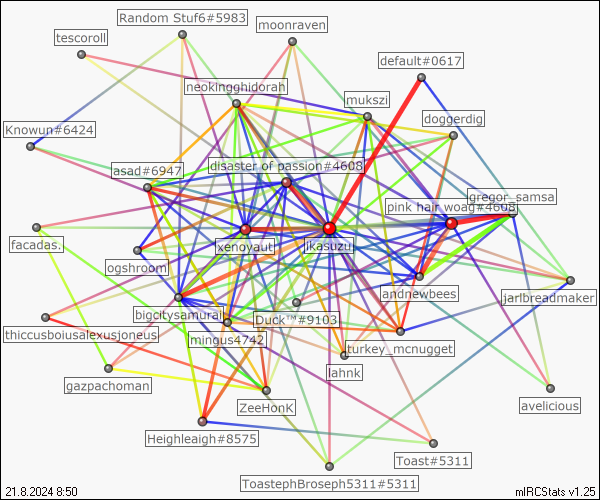 Random Stuf6#5983
moonraven
tescoroll
default#0617
neokingghidorah
mukszi
doggerdig
Knowun#6424
asad#6947
disaster of passion#4608
gregor_samsa
pink hair woag#4608
facadas.
xenoyaut
jikasuzu
ogshroom
landnewbees
jarlbreadmaker
bigcitysamurai
Duck™#9103
thiccusboiusalexusjoneus
mingus4742
turkey_mcnugget
lahnk
gazpachoman
ZeeHonK
avelicious
Heighleaigh#8575
Toast#5311
ToastephBroseph5311#5311
21.8.2024 8:50
mIRCStats v1.25